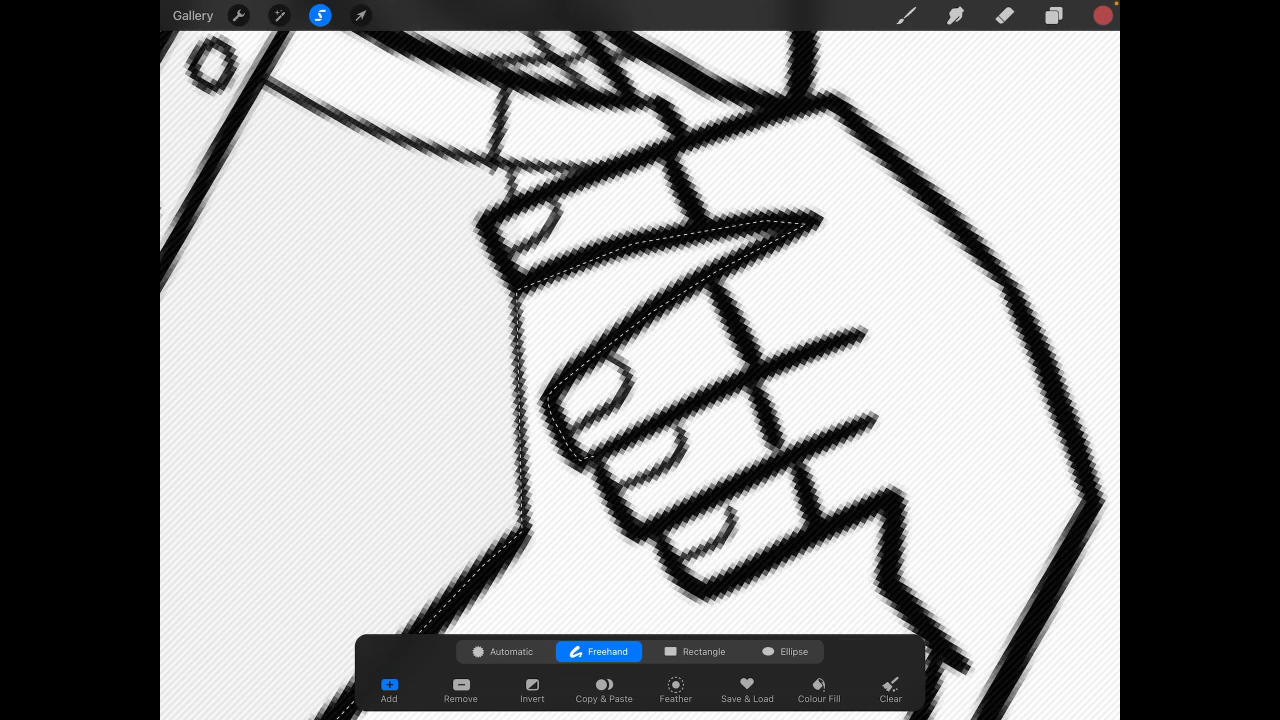 Gallery
Automatic Freehand Rectangle Ellipse
Add Remove Invert Copy & Paste Feather Save & Load Colour Fill Clear